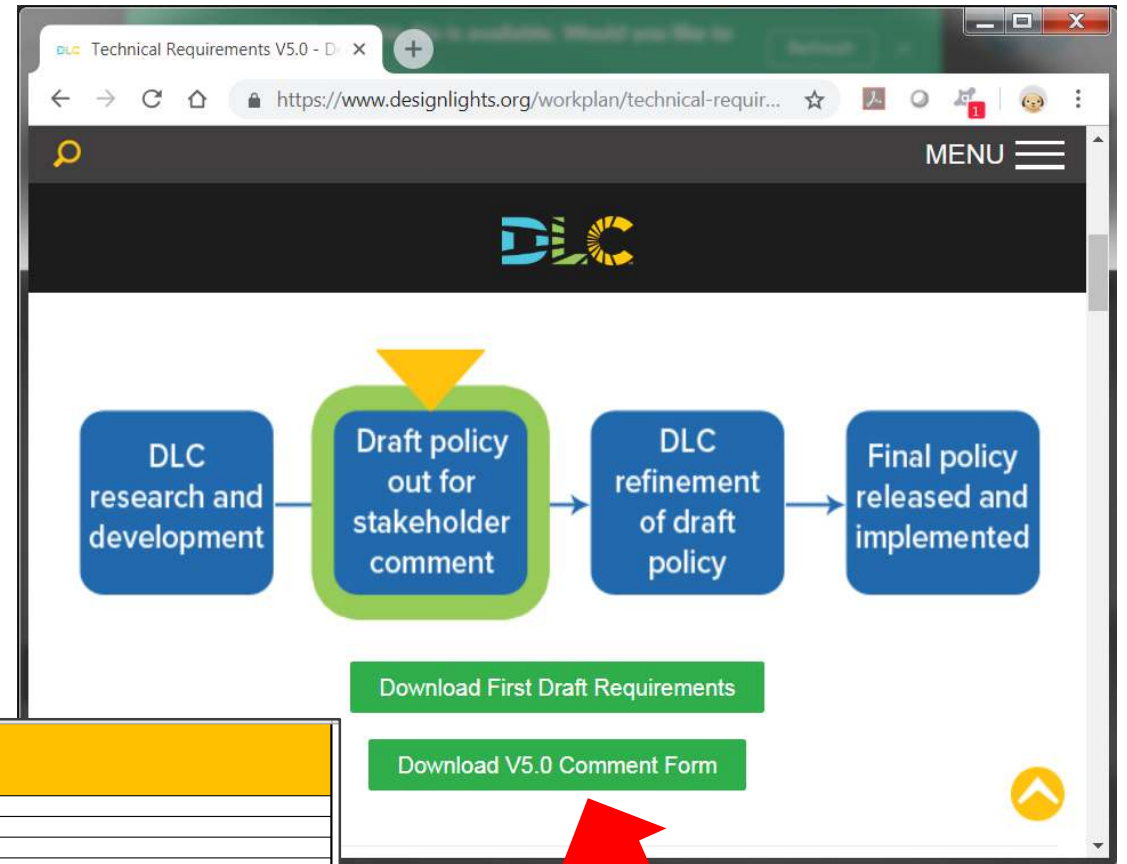 DLC Technical Requirements V5.0 - D
https://www.designlights.org/workplan/technical-requir...
1
MENU
DLC
DLC
research and
development
Draft policy
out for
stakeholder
comment
DLC
refinement
of draft
policy
Final policy
released and
implemented
Download First Draft Requirements
Download V5.0 Comment Form